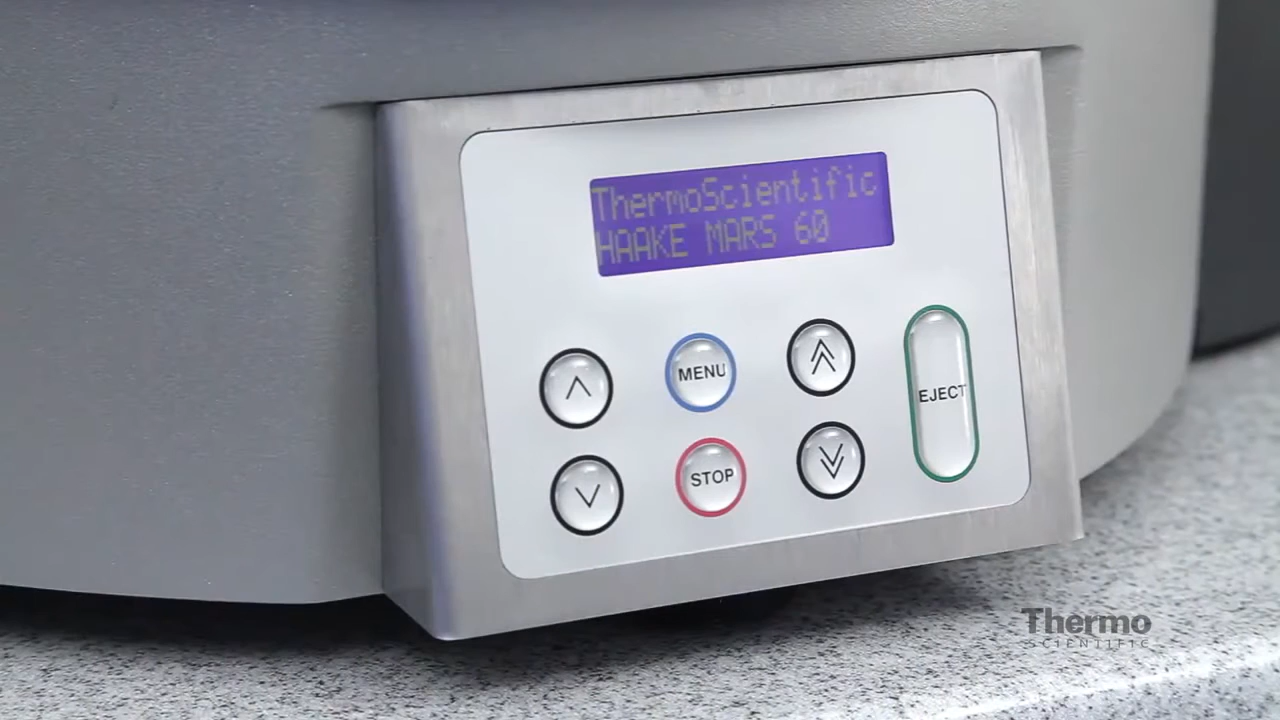 ThermoScientific
HAAKE MARS 60
MENU
STOP
EJECT
Thermo
SCIENTIFIC